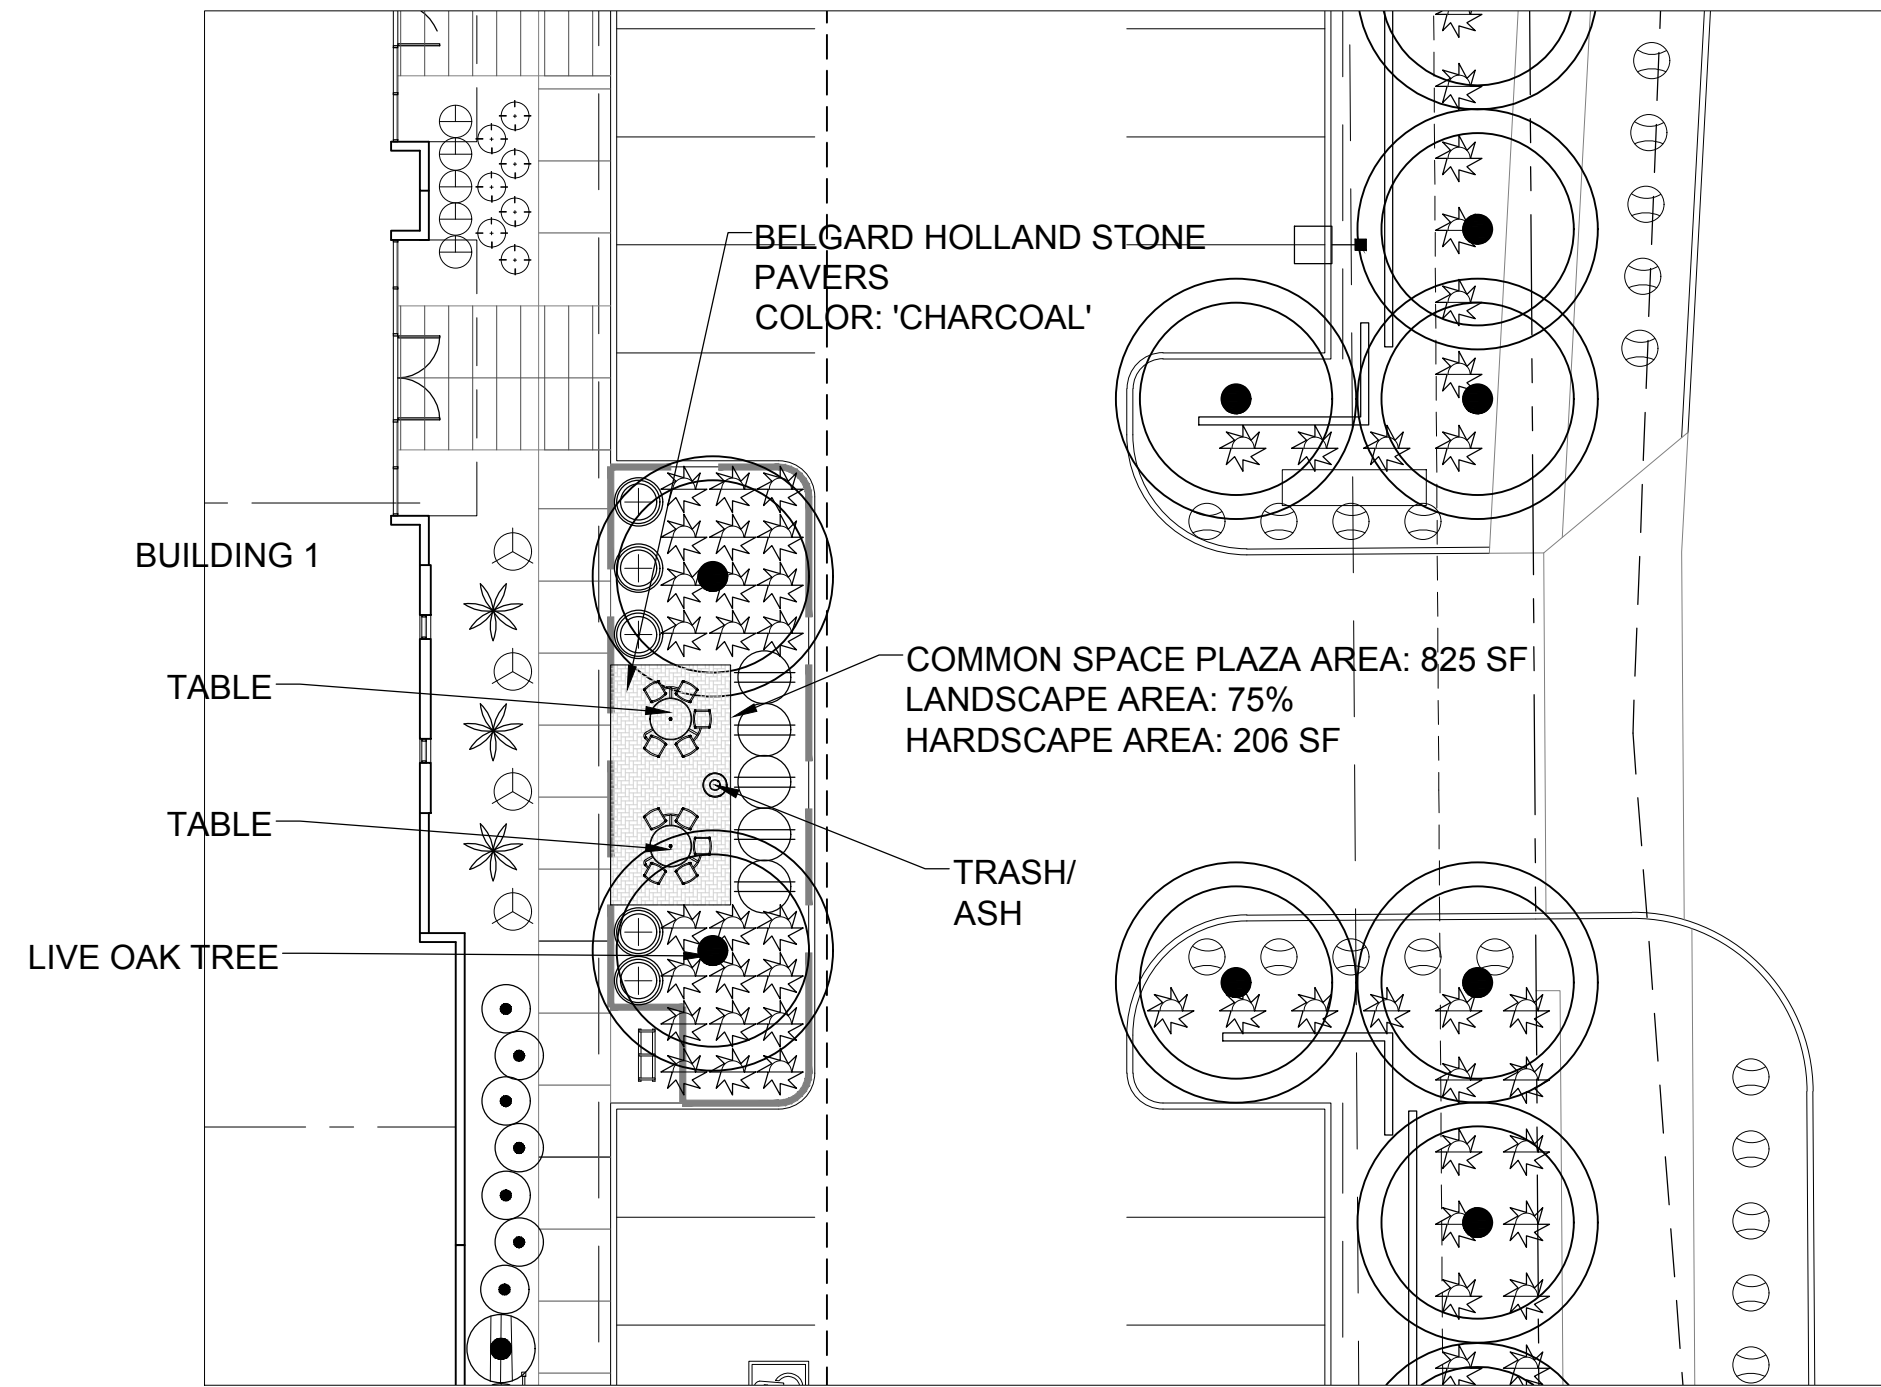 BELGARD HOLLAND STONE
PAVERS
COLOR: 'CHARCOAL'
BUILDING 1
COMMON SPACE PLAZA AREA: 825 SF
LANDSCAPE AREA: 75%
HARDSCAPE AREA: 206 SF
TABLE
TABLE
TRASH/
ASH
LIVE OAK TREE